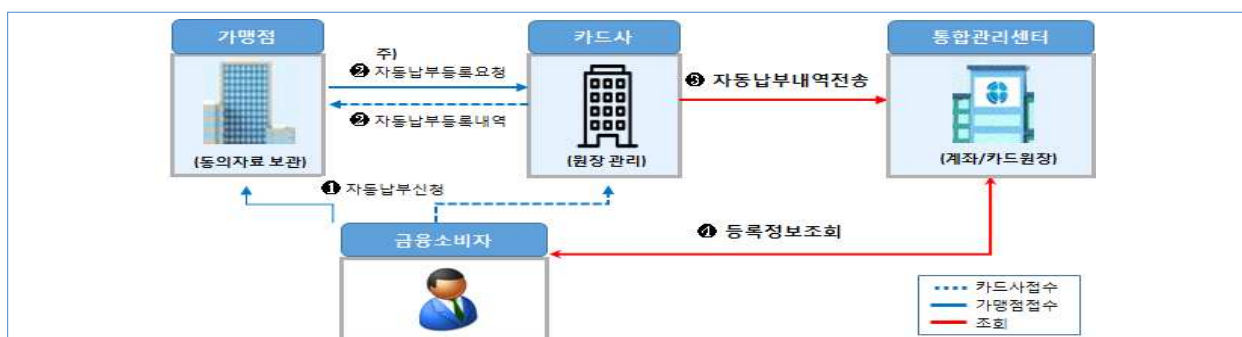 가맹점
카드사
통합관리센터
주)
❷ 자동납부등록요청
❸ 자동납부내역전송
❷ 자동납부등록내역
(동의자료 보관)
(원장 관리)
(계좌/카드원장)
❶ 자동납부신청
❹ 등록정보조회
금융소비자
카드사접수
가맹점접수
조회